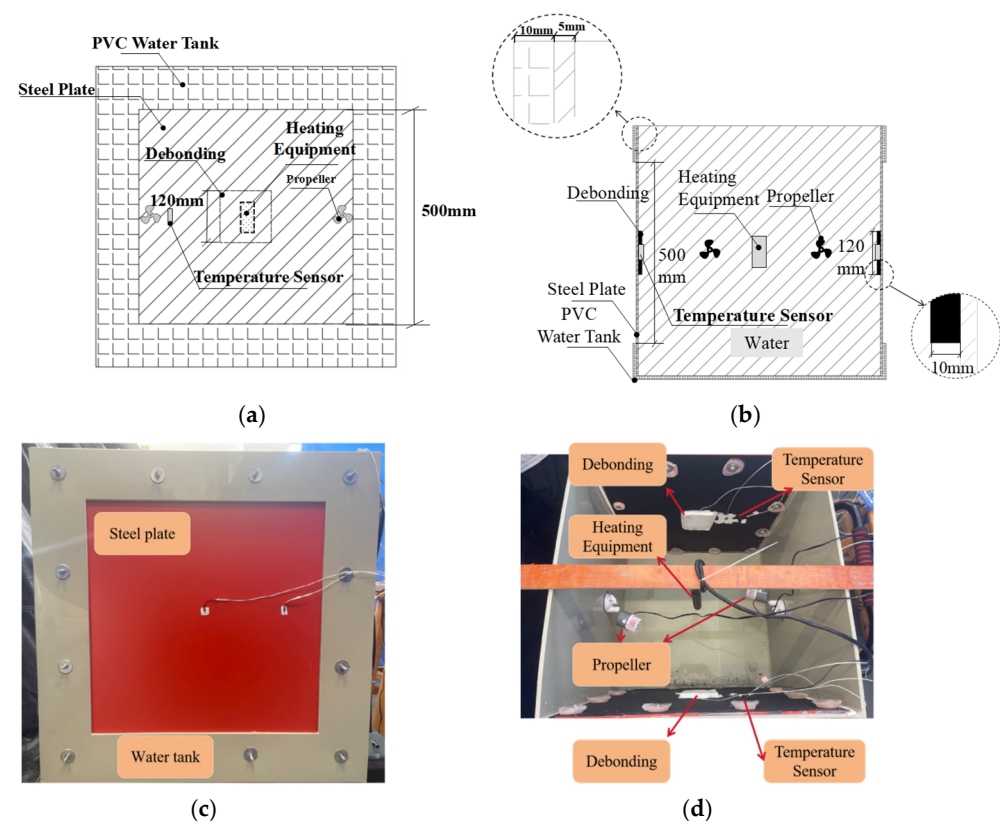 PVC Water Tank
Steel Plate
Heating
Equipment
Debonding
Propeller
120mm
500mm
Temperature Sensor
(a)
10mm
5mm
Debonding
Heating
Equipment
Propeller
500
mm
120
mm
Steel Plate
PVC
Water Tank
Temperature Sensor
Water
10mm
(b)
Steel plate
Water tank
(c)
Debonding
Temperature
Sensor
Heating
Equipment
Propeller
Debonding
Temperature
Sensor
(d)